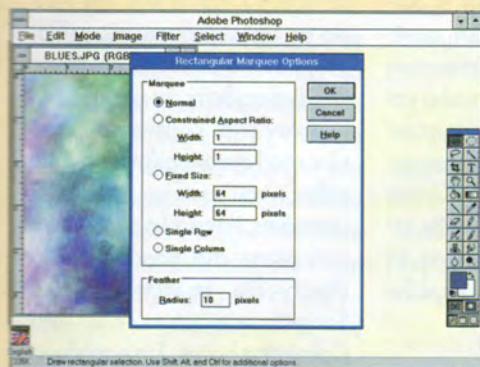 Adobe Photoshop
File Edit Mode Image Filter Select Window Help
BLUES.JPG (RGB
Rectangular Marquee Options
Marquee
Normal
Constrained Aspect Ratio:
Width: 1
Height: 1
Fixed Size:
Width: 64 pixels
Height: 64 pixels
Single Row
Single Column
OK
Cancel
Help
Feather
Radius: 10 pixels
English
Draw rectangular selection. Use Shift, Alt, and Ctrl for additional options.